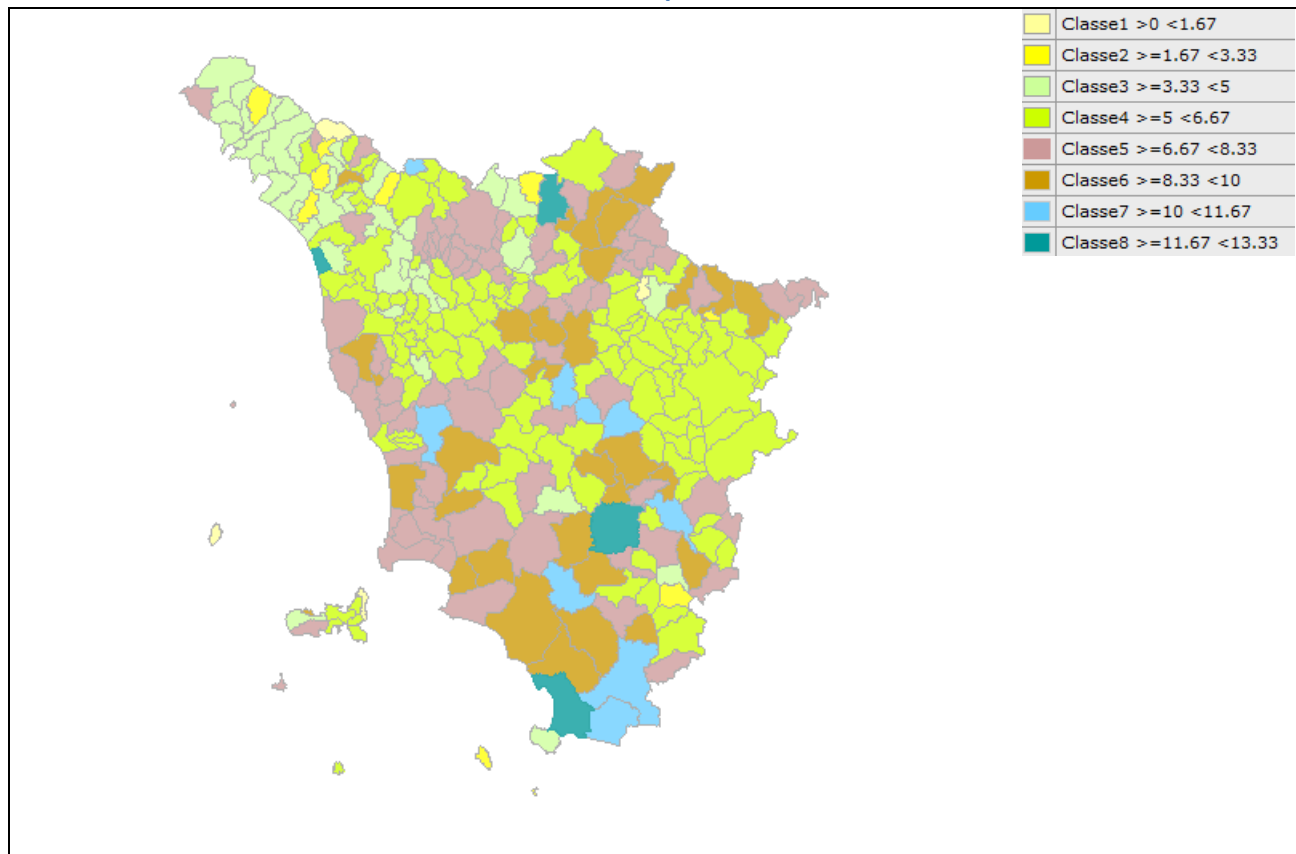 Classe1 >0 <1.67
Classe2 >=1.67 <3.33
Classe3 >=3.33 <5
Classe4 >=5 <6.67
Classe5 >=6.67 <8.33
Classe6 >=8.33 <10
Classe7 >=10 <11.67
Classe8 >=11.67 <13.33